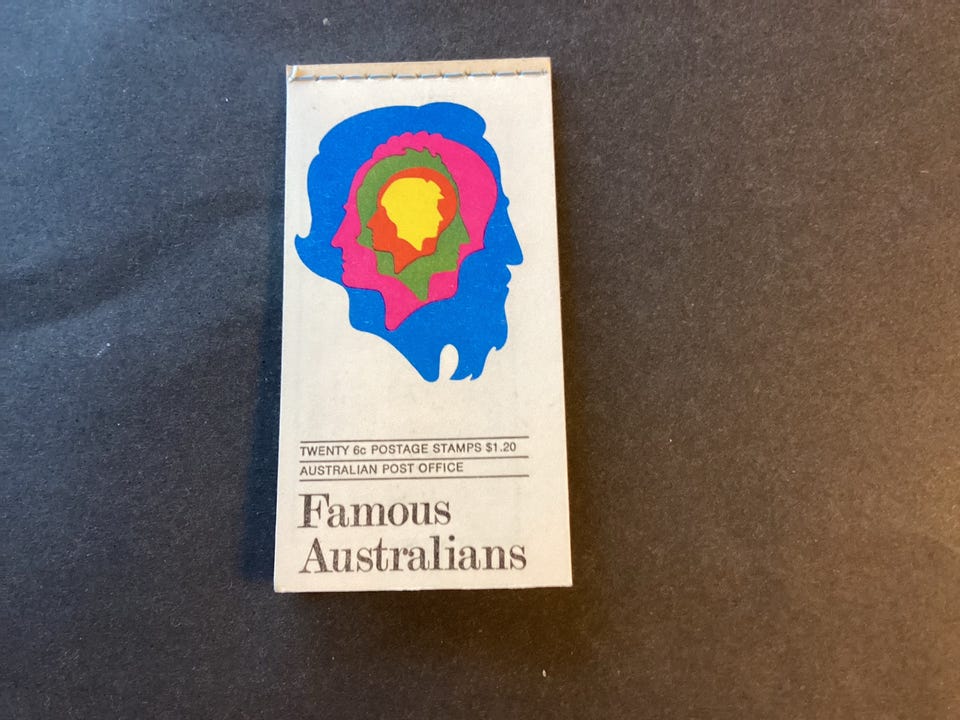 TWENTY 6c POSTAGE STAMPS $1.20
AUSTRALIAN POST OFFICE
Famous
Australians